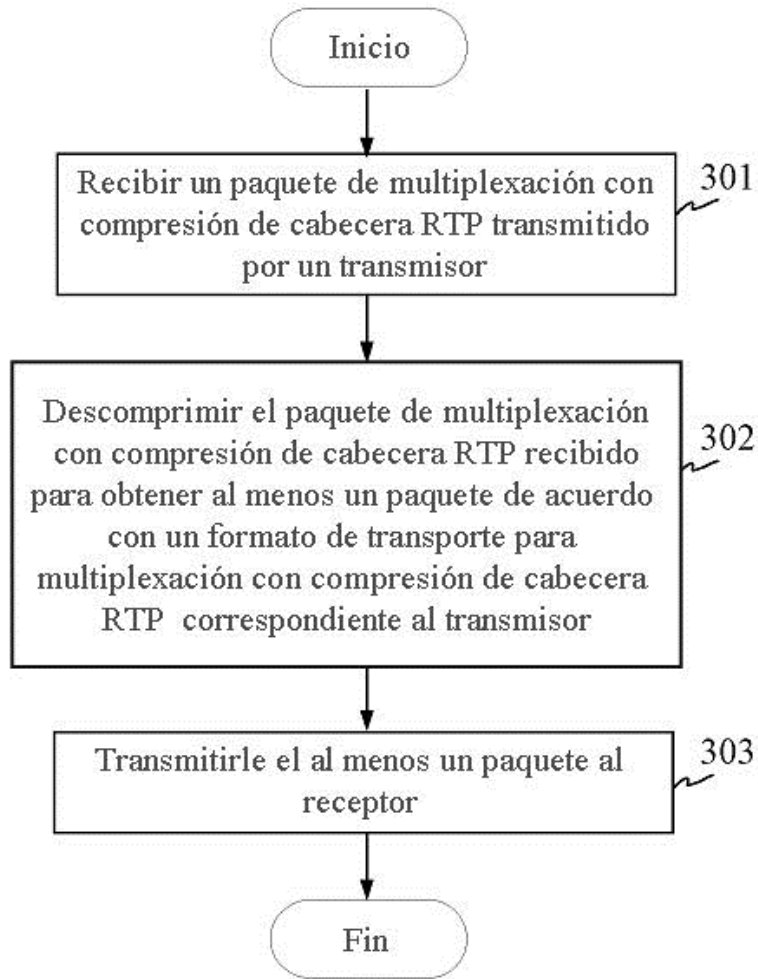 Inicio
Recibir un paquete de multiplexación con
compresión de cabecera RTP transmitido
por un transmisor
301
Descomprimir el paquete de multiplexación
con compresión de cabecera RTP recibido
para obtener al menos un paquete de acuerdo
con un formato de transporte para
multiplexación con compresión de cabecera
RTP correspondiente al transmisor
302
Transmitirle el al menos un paquete al
receptor
303
Fin